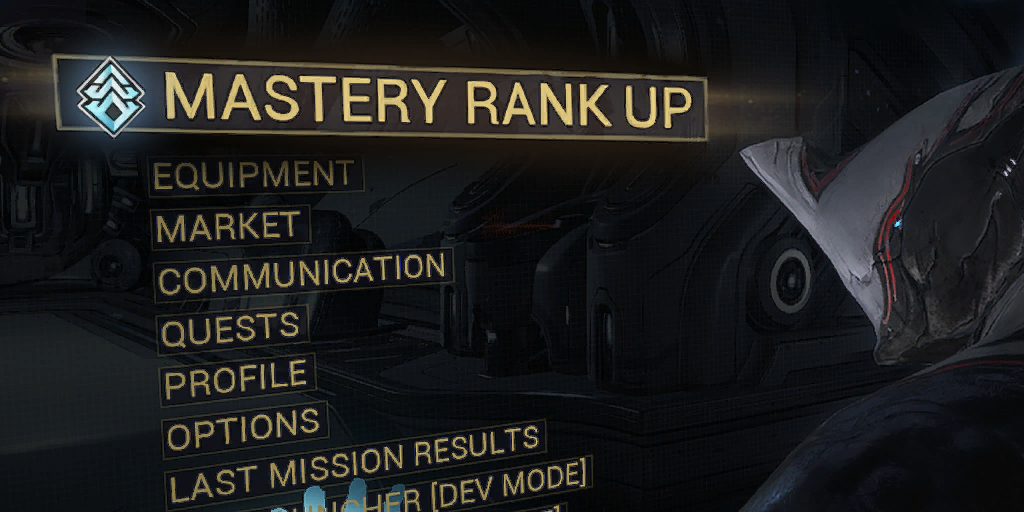 MASTERY RANK UP
EQUIPMENT
MARKET
COMMUNICATION
QUESTS
PROFILE
OPTIONS
LAST MISSION RESULTS
[DEV MODE]